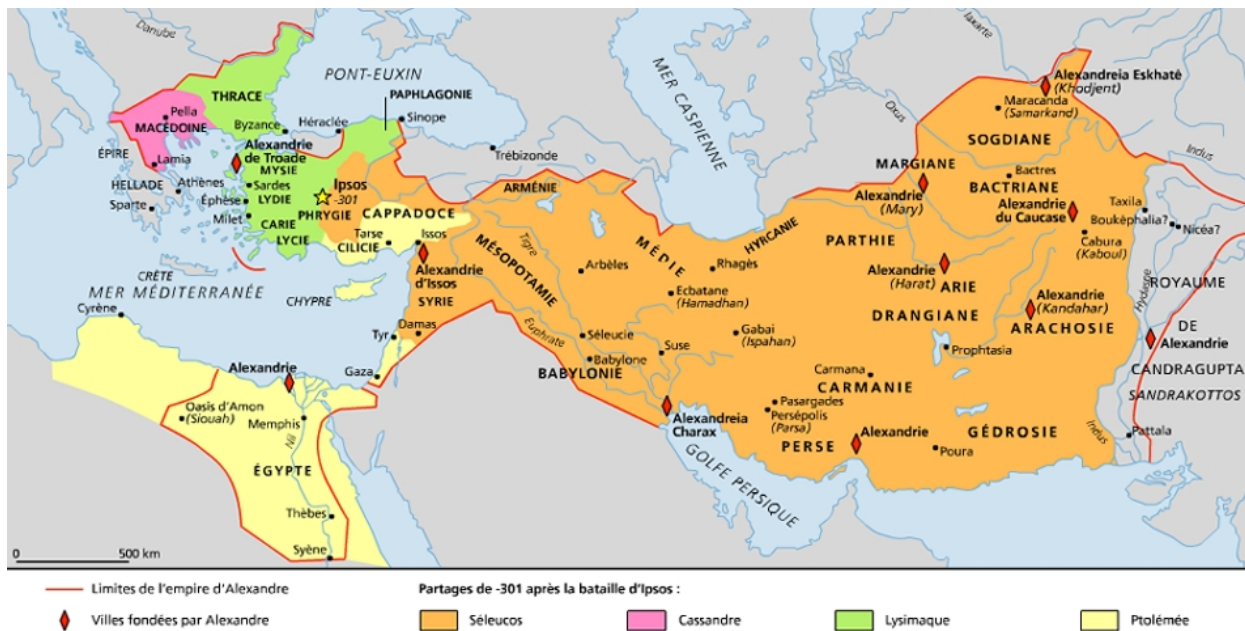 Danube
Iaxarte
PONT-EUXIN
MER CASPIENNE
THRACE
PAPHLAGONIE
Pella
MACÉDOINE
Byzance
Héraclée
Sinope
Trébizonde
Alexandrie
de Troade
MYSIE
ÉPIRE
Lamia
HELLADE
Athènes
Sparte
Sardes
LYDIE
Éphèse
Milet
CARIE
LYCIE
Ipsos
-301
PHRYGIE
CAPPADOCE
Tarse
CILICIE
Issos
ARMÉNIE
Alexandrie
d'Issos
SYRIE
CRÈTE
MER MÉDITERRANÉE
CHYPRE
Cyrène
Tyr
Damas
Gaza
Alexandrie
Oasis d'Amon
(Siouah)
Memphis
Nil
ÉGYPTE
Thèbes
Syène
Tigre
MÉSOPOTAMIE
Arbèles
Euphrate
Séleucie
Babylone
BABYLONIE
MÉDIE
Rhagès
Ecbatane
(Hamadhan)
Gabai
(Ispahan)
Suse
Alexandreia
Charax
GOLFE PERSIQUE
HYRCANIE
PARTHIE
Carmana
CARMANIE
Pasargades
Persépolis
(Parsa)
PERSE
Alexandrie
Poura
GÉDROSIE
Oxus
Alexandreia Eskhatè
(Khodjent)
Maracanda
(Samarkand)
SOGDIANE
MARGIANE
Alexandrie
(Mary)
Bactres
BACTRIANE
Alexandrie
du Caucase
Cabura
(Kaboul)
Alexandrie
(Harat)
ARIE
DRANGIANE
Prophtasia
Alexandrie
(Kandahar)
ARACHOSIE
Indus
Taxila
Boukèphalia?
Nicéa?
Hydaspe
ROYAUME
DE
Alexandrie
CANDRAGUPTA
SANDRAKOTTOS
Indus
Pattala
0 500 km
Limites de l'empire d'Alexandre
Villes fondées par Alexandre
Partages de -301 après la bataille d'Ipsos :
Séleucos
Cassandre
Lysimaque
Ptolémée